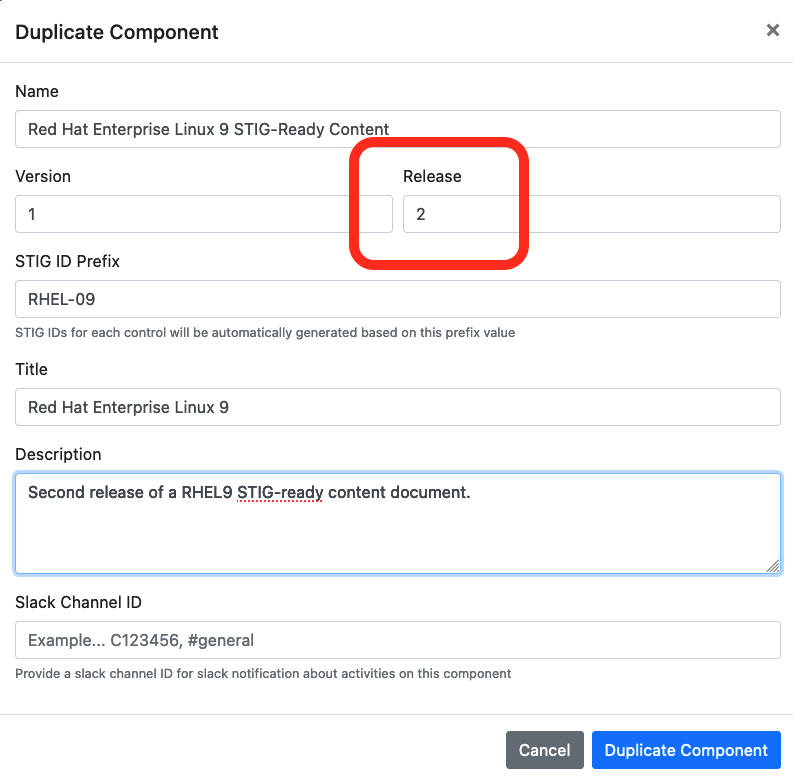 Duplicate Component ×
Name
Red Hat Enterprise Linux 9 STIG-Ready Content
Version Release
1 2
STIG ID Prefix
RHEL-09
STIG IDs for each control will be automatically generated based on this prefix value
Title
Red Hat Enterprise Linux 9
Description
Second release of a RHEL9 STIG-ready content document.
Slack Channel ID
Example... C123456, #general
Provide a slack channel ID for slack notification about activities on this component
Cancel Duplicate Component